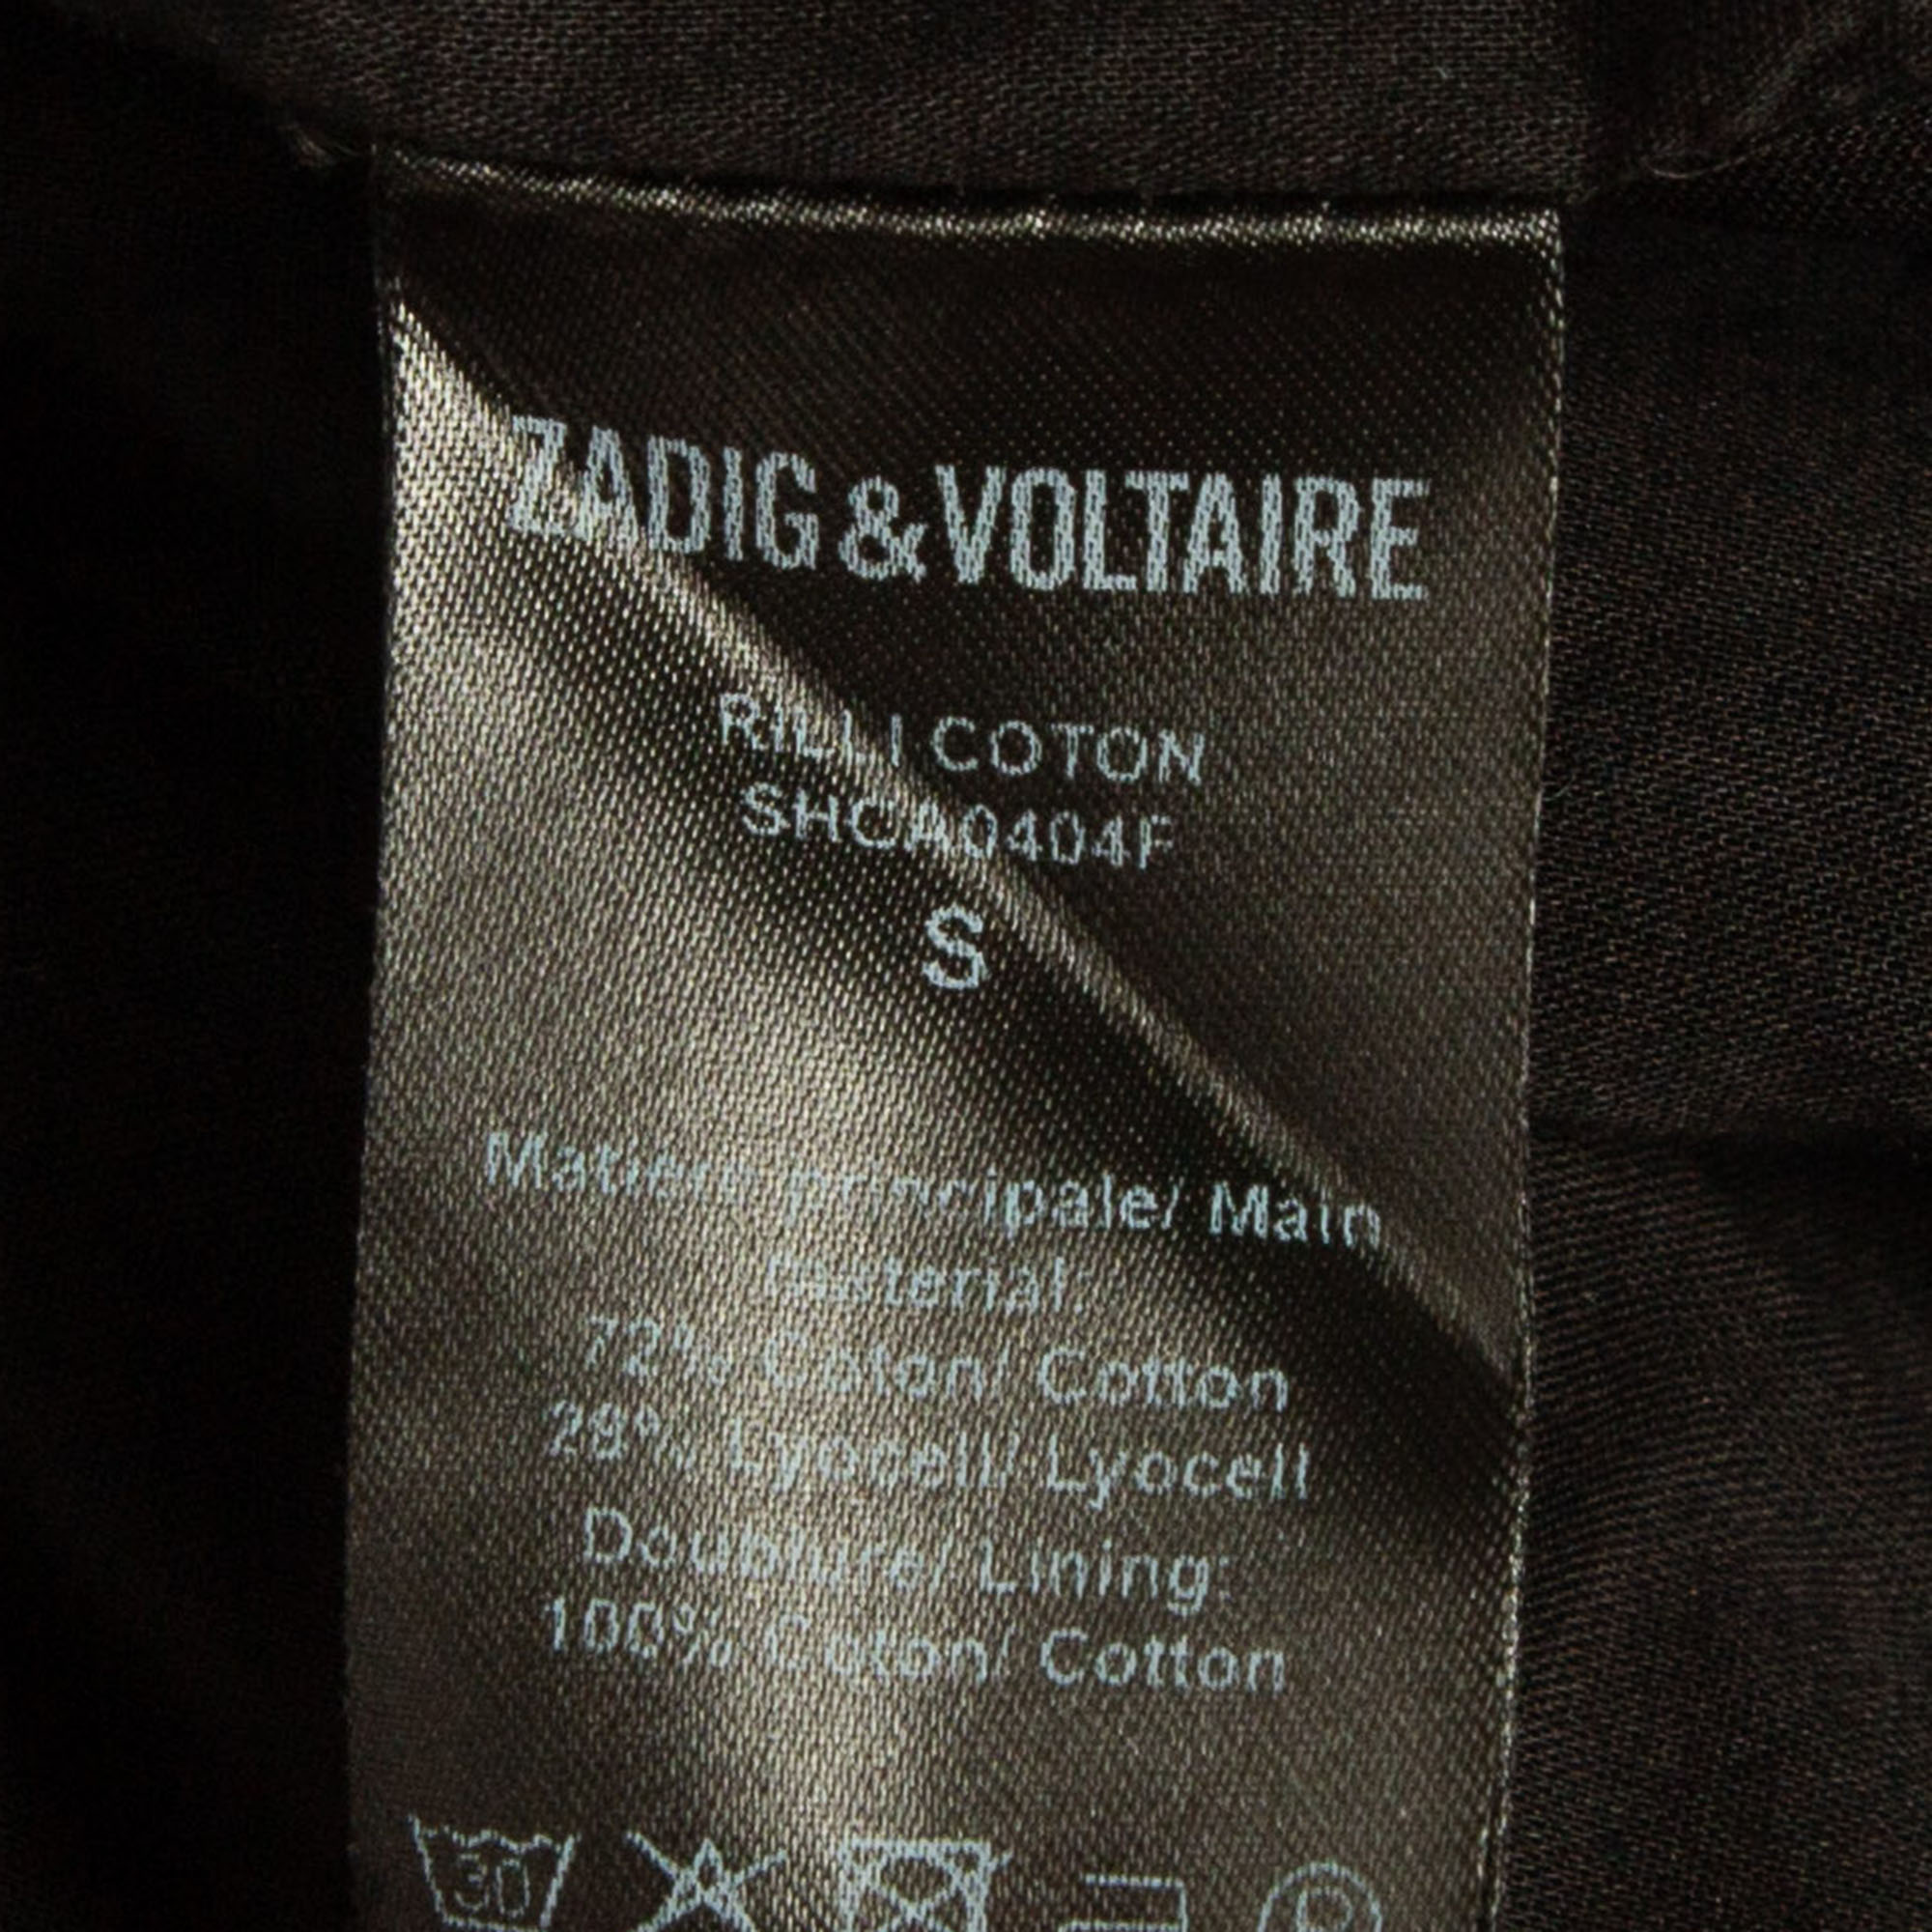 ZADIG & VOLTAIRE
RILLI COTON
SHCA0404F
S
Matière Principale/ Main
Material:
72% Coton/ Cotton
28% Lyocell/ Lyocell
Doublure/ Lining:
100% Coton/ Cotton
30
P